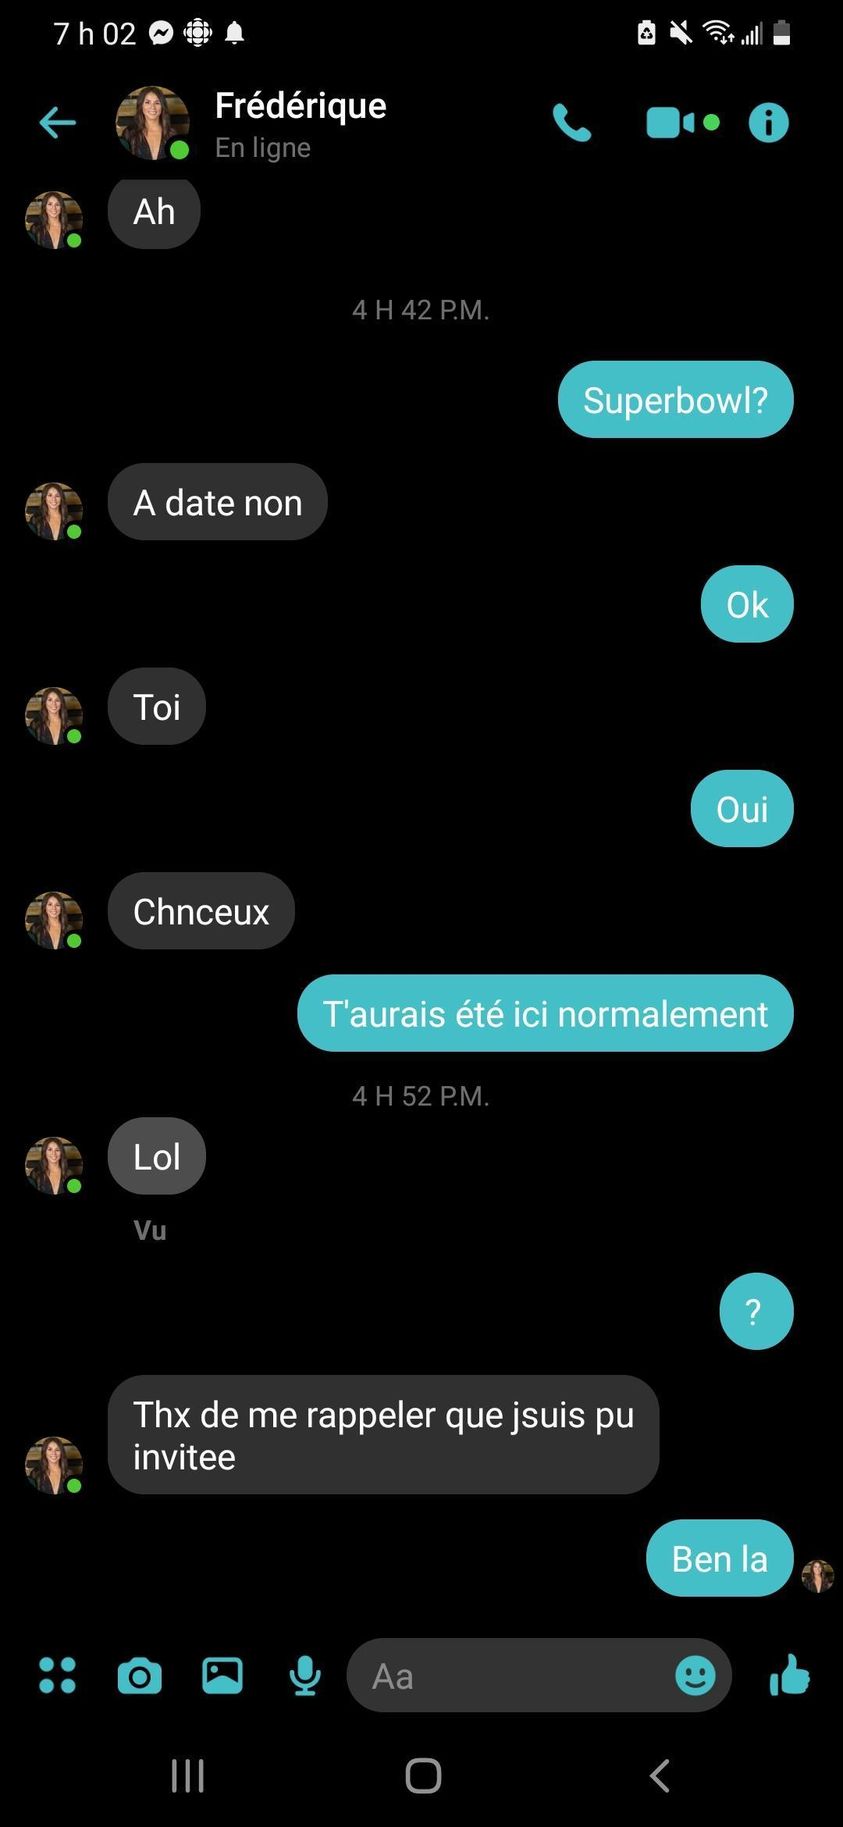 7 h 02
Frédérique
En ligne
Ah
4 H 42 P.M.
Superbowl?
A date non
Ok
Toi
Oui
Chnceux
T'aurais été ici normalement
4 H 52 P.M.
Lol
Vu
?
Thx de me rappeler que jsuis pu
invitee
Ben la
Aa